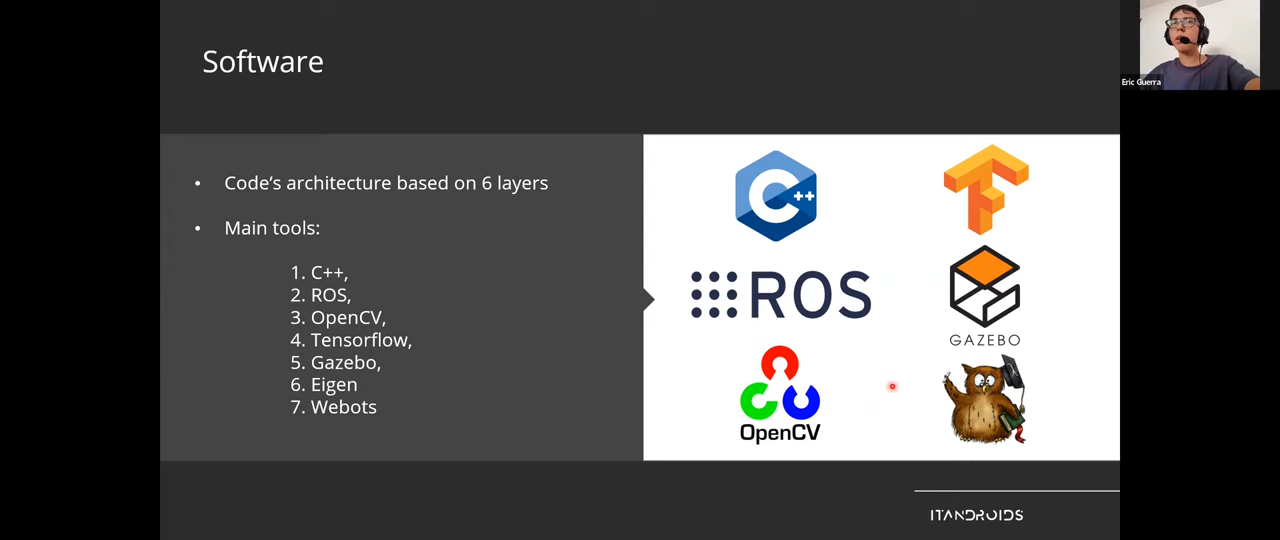 Software
Eric Guerra
• Code's architecture based on 6 layers
• Main tools:
1. C++,
2. ROS,
3. OpenCV,
4. Tensorflow,
5. Gazebo,
6. Eigen
7. Webots
C++
ROS
GAZEBO
OpenCV
ITANDROIDS